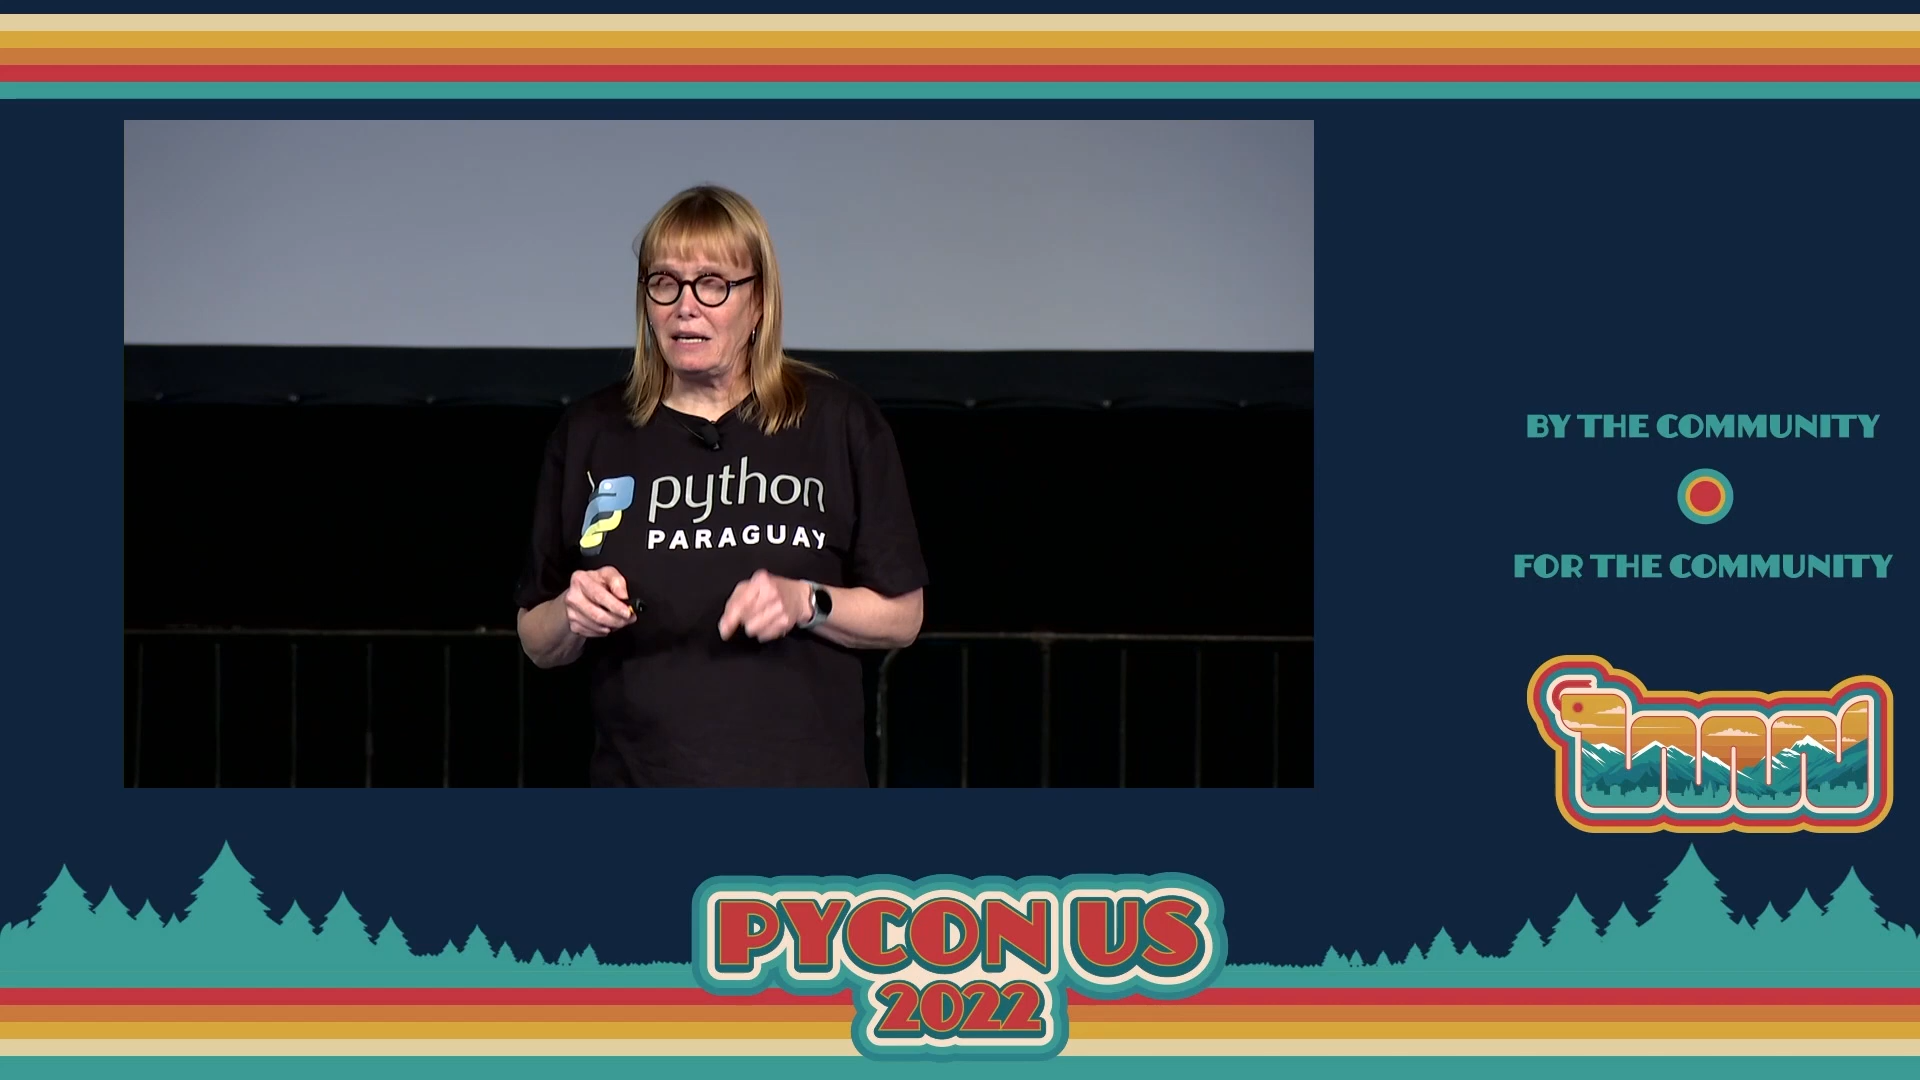 python
PARAGUAY
BY THE COMMUNITY
FOR THE COMMUNITY
PYCON US
2022